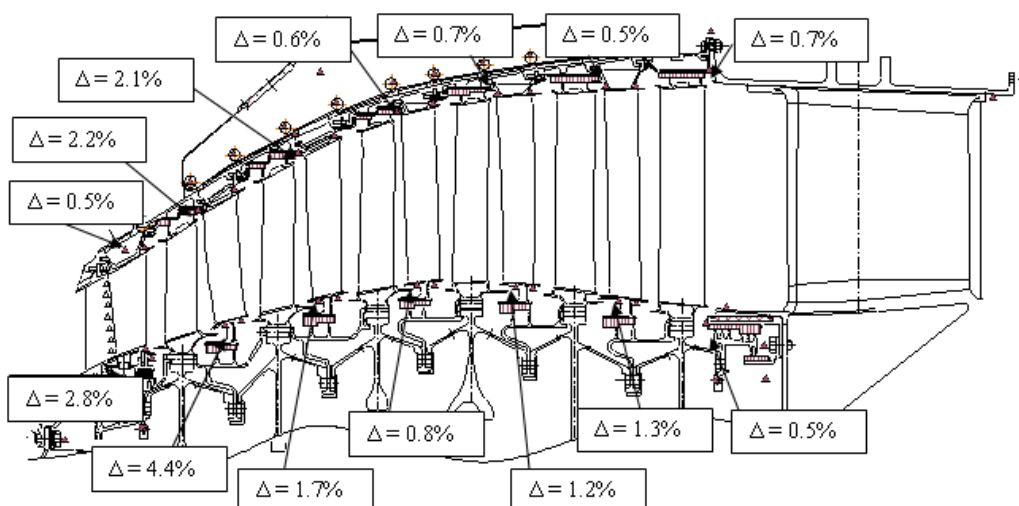 Δ = 0.6%
Δ = 0.7%
Δ = 0.5%
Δ = 0.7%
Δ = 2.1%
Δ = 2.2%
Δ = 0.5%
Δ = 2.8%
Δ = 4.4%
Δ = 1.7%
Δ = 0.8%
Δ = 1.2%
Δ = 1.3%
Δ = 0.5%